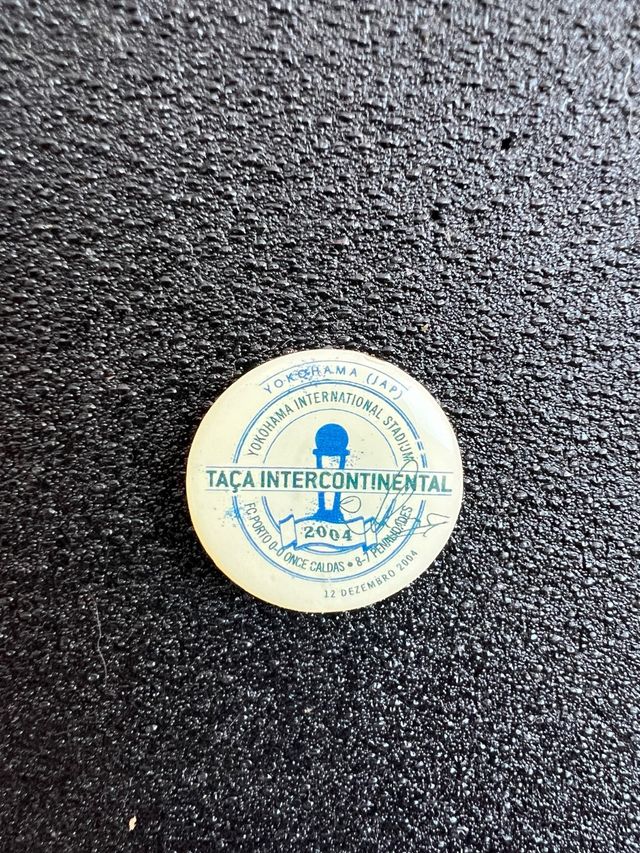 YOKOHAMA (JAP)
YOKOHAMA INTERNATIONAL STADIUM
TAÇA INTERCONTINENTAL
2004
FC PORTO 0-0 ONCE CALDAS • 8-7 PENALIDADES
12 DEZEMBRO 2004